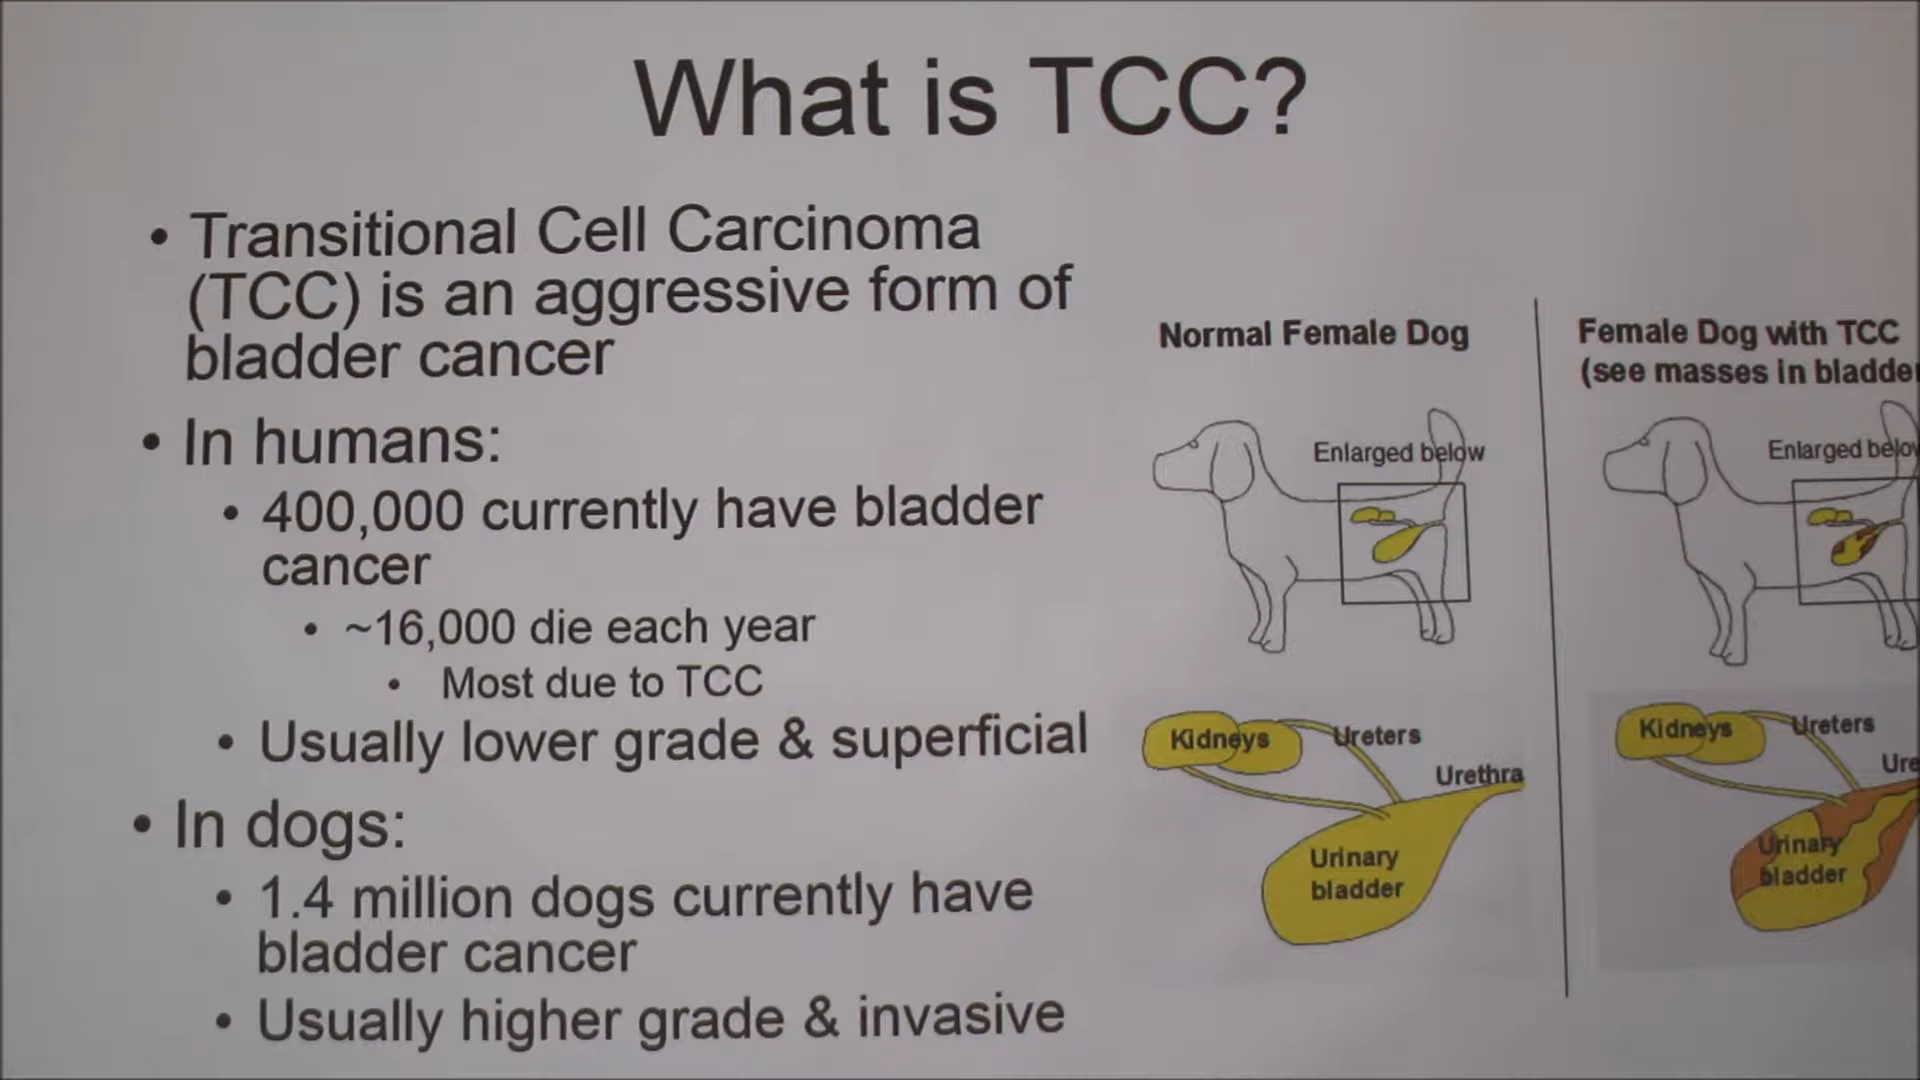 What is TCC?
• Transitional Cell Carcinoma
(TCC) is an aggressive form of
bladder cancer
• In humans:
• 400,000 currently have bladder
cancer
• ~16,000 die each year
• Most due to TCC
• Usually lower grade & superficial
• In dogs:
• 1.4 million dogs currently have
bladder cancer
• Usually higher grade & invasive
Normal Female Dog
Enlarged below
Kidneys
Ureters
Urethra
Urinary
bladder
Female Dog with TCC
(see masses in bladde
Enlarged belo
Kidneys
Ureters
Ure
Urinary
bladder